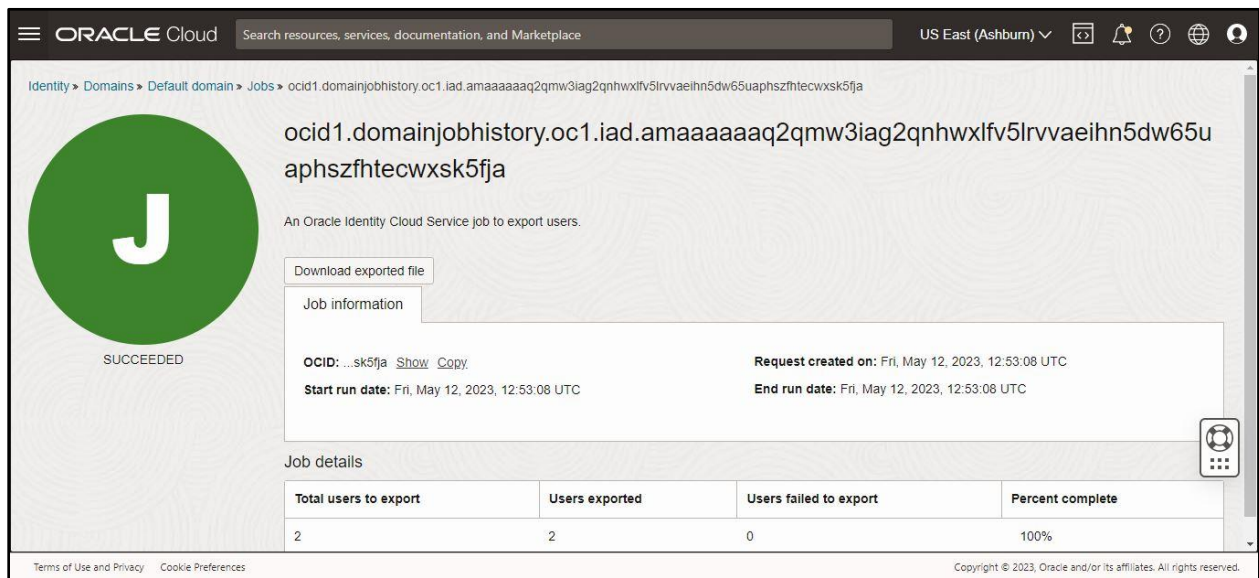 ORACLE Cloud
Search resources, services, documentation, and Marketplace
US East (Ashburn)
Identity » Domains » Default domain » Jobs » ocid1.domainjobhistory.oc1.iad.amaaaaaaq2qmw3iag2qnhwxlfv5lrvvaeihn5dw65uaphszfhtecwxsk5fja
J
SUCCEEDED
ocid1.domainjobhistory.oc1.iad.amaaaaaaq2qmw3iag2qnhwxlfv5lrvvaeihn5dw65u
aphszfhtecwxsk5fja
An Oracle Identity Cloud Service job to export users.
Download exported file
Job information
OCID: ...sk5fja Show Copy
Request created on: Fri, May 12, 2023, 12:53:08 UTC
Start run date: Fri, May 12, 2023, 12:53:08 UTC
End run date: Fri, May 12, 2023, 12:53:08 UTC
Job details
Total users to export Users exported Users failed to export Percent complete
2 2 0 100%
Terms of Use and Privacy Cookie Preferences
Copyright © 2023, Oracle and/or its affiliates. All rights reserved.